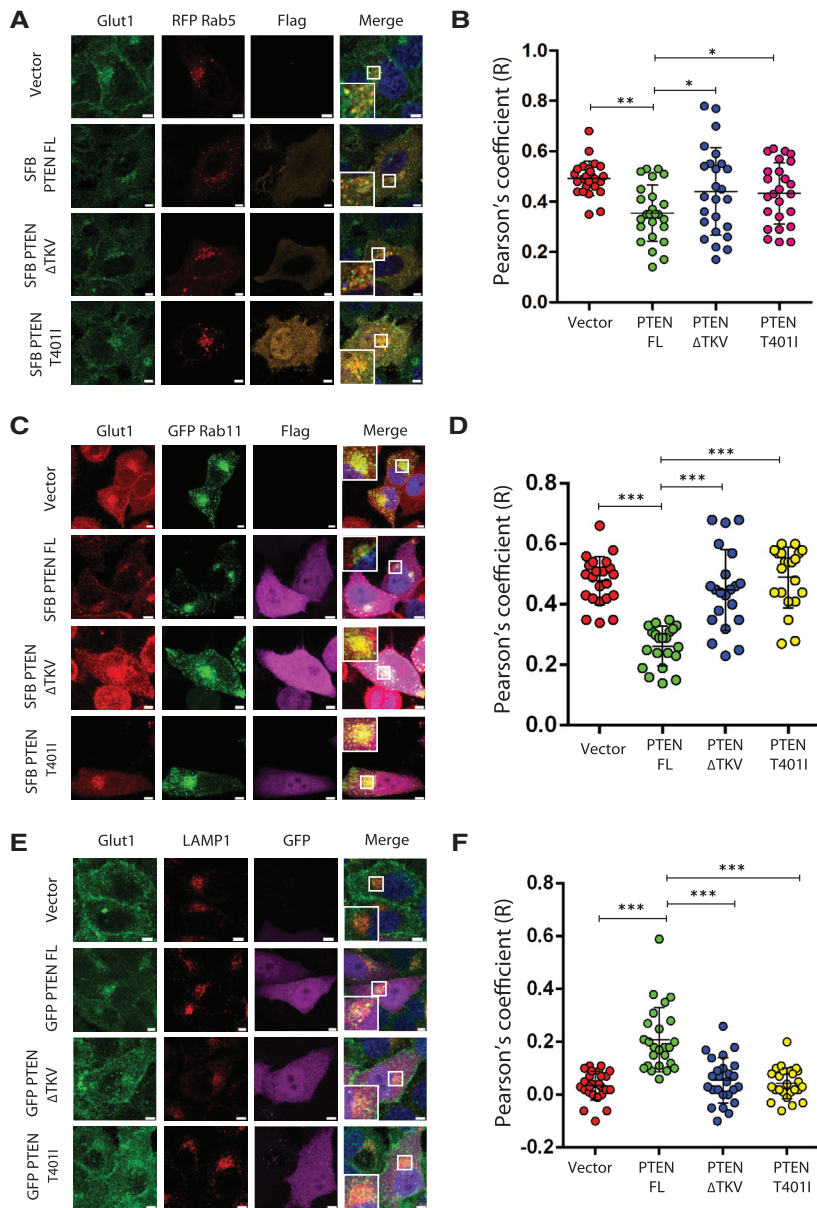 A
Glut1 RFP Rab5 Flag Merge
Vector
SFB
PTEN FL
SFB PTEN
ΔTKV
SFB PTEN
T401I
B
Pearson's coefficient (R)
1.0
0.8
0.6
0.4
0.2
0.0
*
*
**
Vector PTEN FL PTEN ΔTKV PTEN T401I
C
Glut1 GFP Rab11 Flag Merge
Vector
SFB PTEN FL
SFB PTEN
ΔTKV
SFB PTEN
T401I
D
Pearson's coefficient (R)
0.8
0.6
0.4
0.2
0.0
***
***
***
Vector PTEN FL PTEN ΔTKV PTEN T401I
E
Glut1 LAMP1 GFP Merge
Vector
GFP PTEN FL
GFP PTEN
ΔTKV
GFP PTEN
T401I
F
Pearson's coefficient (R)
0.8
0.6
0.4
0.2
0.0
-0.2
***
***
***
Vector PTEN FL PTEN ΔTKV PTEN T401I